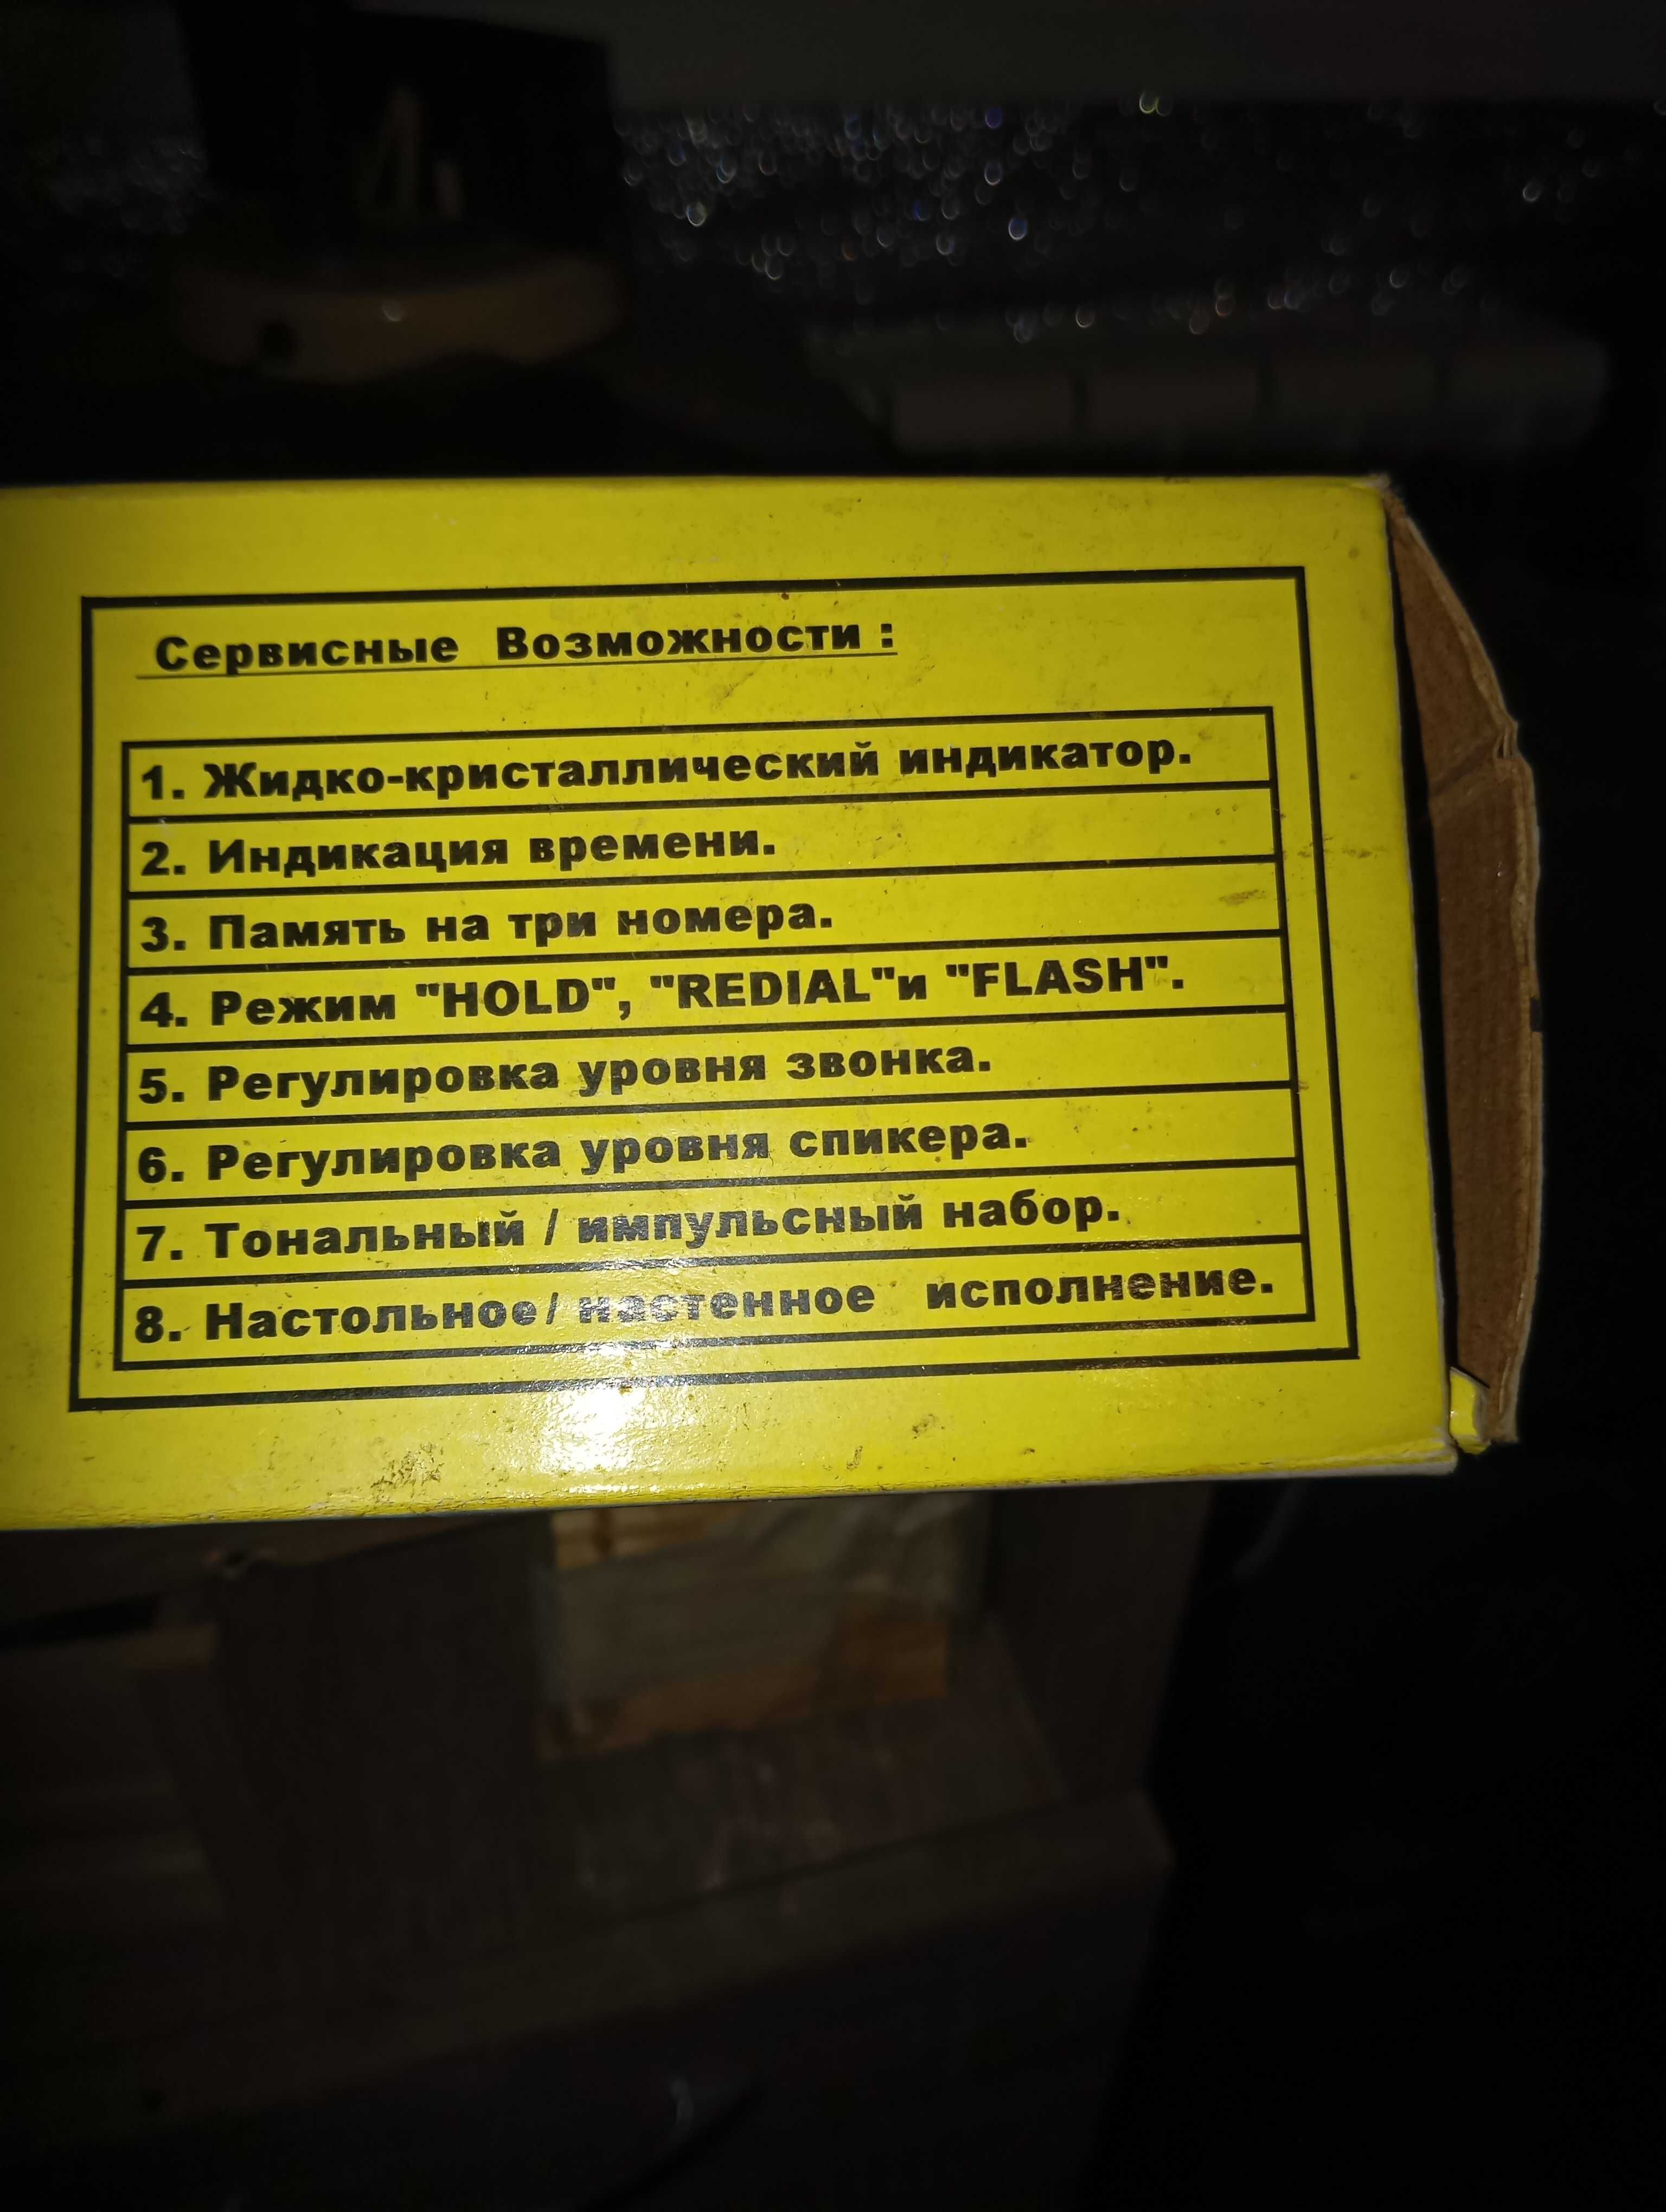 Сервисные Возможности :
1. Жидко-кристаллический индикатор.
2. Индикация времени.
3. Память на три номера.
4. Режим "HOLD", "REDIAL"и "FLASH".
5. Регулировка уровня звонка.
6. Регулировка уровня спикера.
7. Тональный / импульсный набор.
8. Настольное/ настенное исполнение.